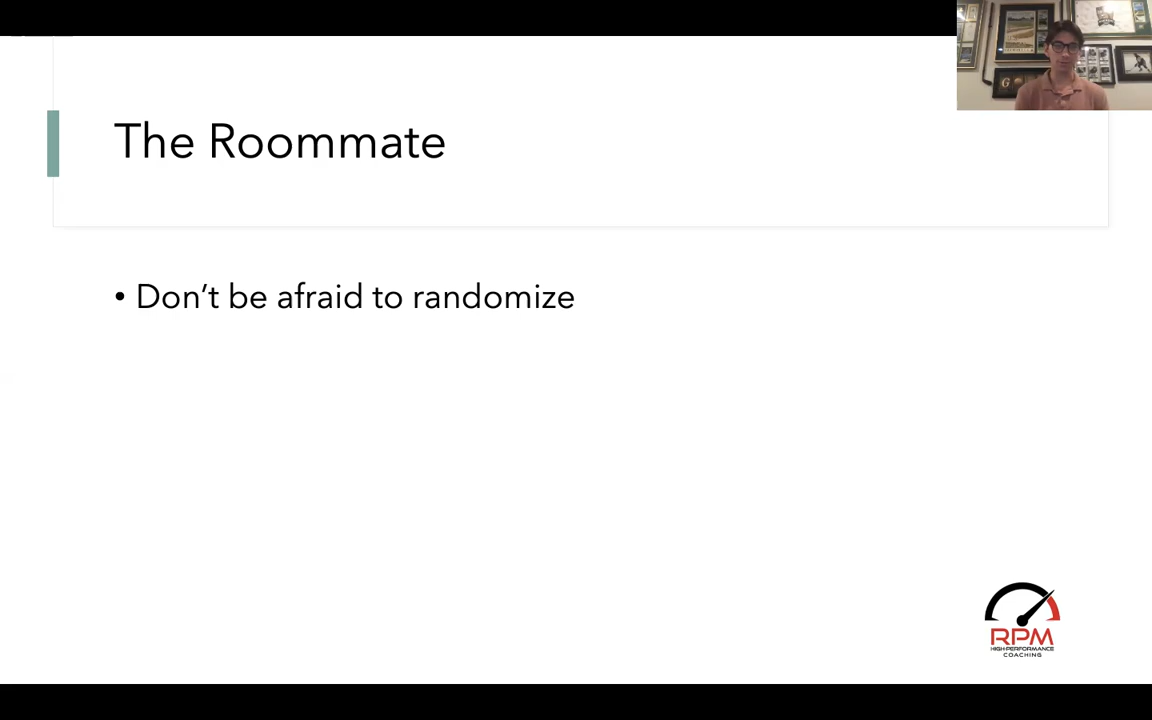 The Roommate
• Don't be afraid to randomize
RPM
HIGH-PERFORMANCE
COACHING